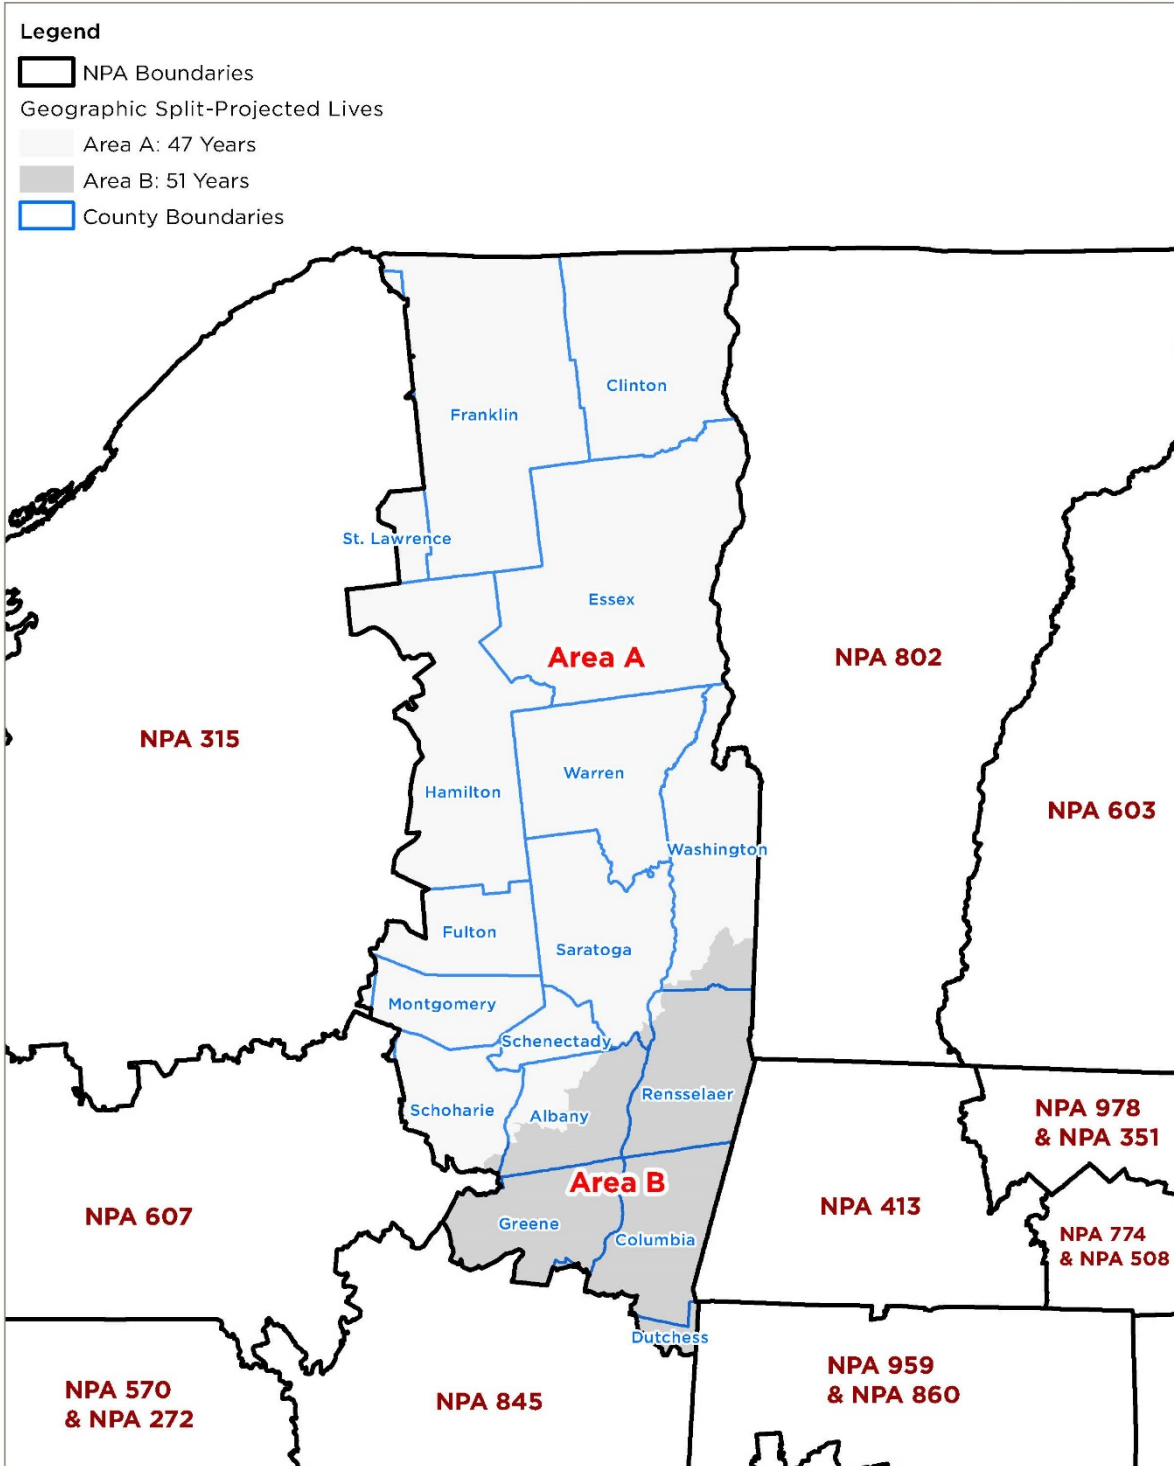 Legend
NPA Boundaries
Geographic Split-Projected Lives
Area A: 47 Years
Area B: 51 Years
County Boundaries
Clinton
Franklin
St. Lawrence
Essex
Area A
NPA 802
NPA 315
Warren
Hamilton
NPA 603
Washington
Fulton
Saratoga
Montgomery
Schenectady
Rensselaer
Schoharie
Albany
NPA 978
& NPA 351
Area B
NPA 413
NPA 607
Greene
Columbia
NPA 774
& NPA 508
Dutchess
NPA 959
& NPA 860
NPA 570
& NPA 272
NPA 845